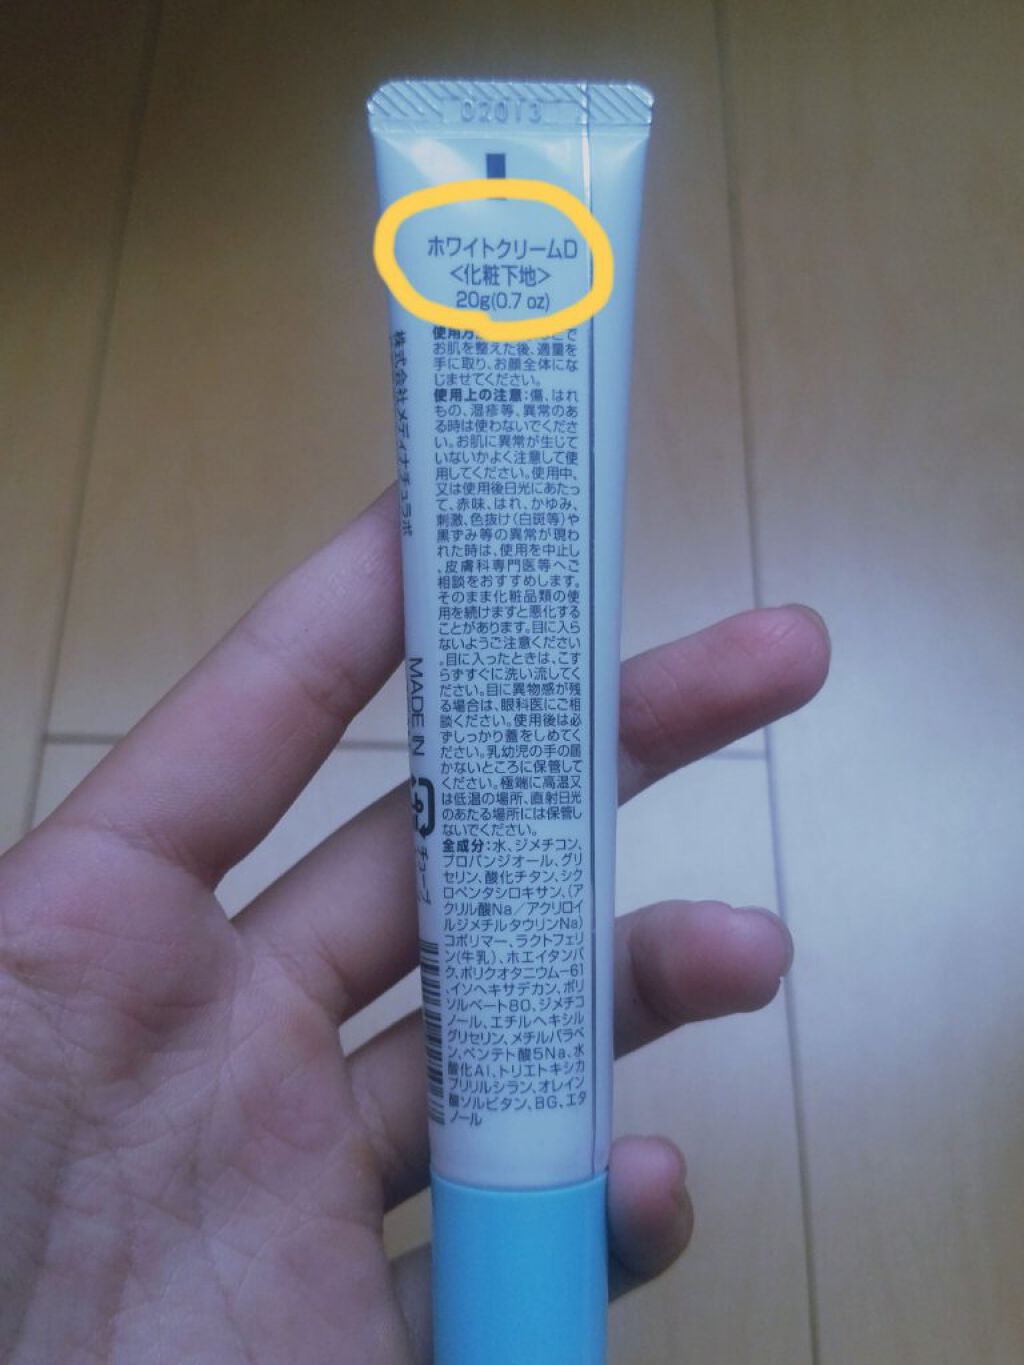 02013
ホワイトクリームD
<化粧下地>
20g(0.7 oz)
使用方
お肌を整えた後、適量を
手に取り、お顔全体にな
じませてください。
使用上の注意:傷、はれ
もの、湿疹等、異常のあ
る時は使わないでくださ
い。お肌に異常が生じて
いないかよく注意して使
用してください。使用中、
又は使用後日光にあたっ
て、赤味、はれ、かゆみ、
刺激、色抜け(白斑等)や
黒ずみ等の異常が現わ
れた時は、使用を中止し
、皮膚科専門医等へご
相談をおすすめします。
そのまま化粧品類の使
用を続けますと悪化する
ことがあります。目に入ら
ないようご注意ください
。目に入ったときは、こす
らずすぐに洗い流してく
ださい。目に異物感が残
る場合は、眼科医にご相
談ください。使用後は必
ずしっかり蓋をしめてく
ださい。乳幼児の手の届
かないところに保管して
ください。極端に高温又
は低温の場所、直射日光
のあたる場所には保管し
ないでください。
全成分:水、ジメチコン、
プロパンジオール、グリ
セリン、酸化チタン、シク
ロペンタシロキサン、(ア
クリル酸Na/アクリロイ
ルジメチルタウリンNa)
コポリマー、ラクトフェリ
ン(牛乳)、ホエイタンパ
ク、ポリクオタニウム-61
、イソヘキサデカン、ポリ
ソルベート80、ジメチコ
ノール、エチルヘキシル
グリセリン、メチルパラベ
ン、ペンテト酸5Na、水
酸化Al、トリエトキシカ
プリリルシラン、オレイン
酸ソルビタン、BG、エタ
ノール
株式会社メディナチュラボ
MADE IN
チューブ